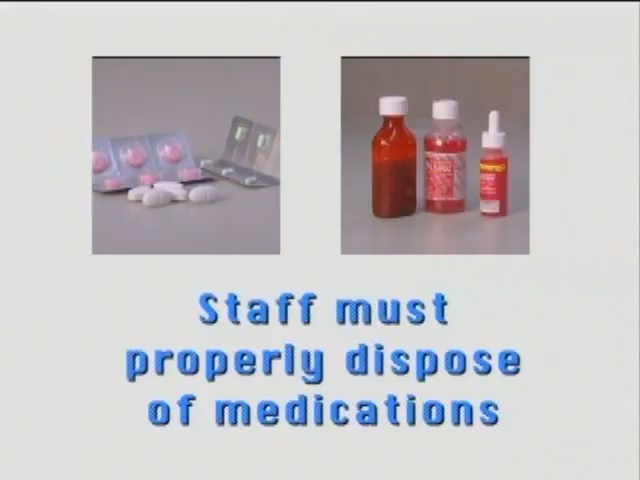 Staff must
properly dispose
of medications